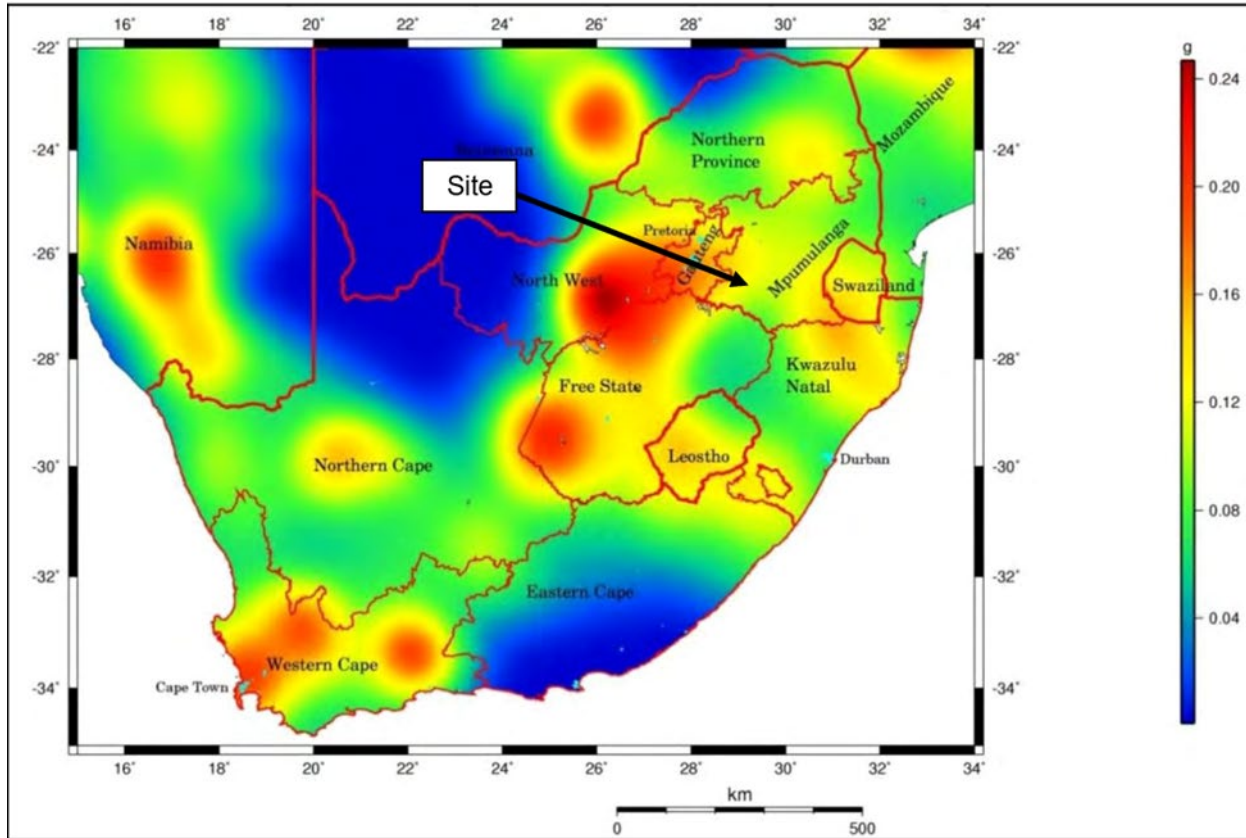 16° 18° 20° 22° 24° 26° 28° 30° 32° 34°
-22° -22°
-24° -24°
-26° -26°
-28° -28°
-30° -30°
-32° -32°
-34° -34°
16° 18° 20° 22° 24° 26° 28° 30° 32° 34°
Mozambique
Northern
Province
Botswana
Site
Pretoria
Gauteng
Namibia
North West
Mpumulanga
Swaziland
Kwazulu
Natal
Free State
Leostho
Durban
Northern Cape
Eastern Cape
Western Cape
Cape Town
km
0 500
g
0.24
0.20
0.16
0.12
0.08
0.04